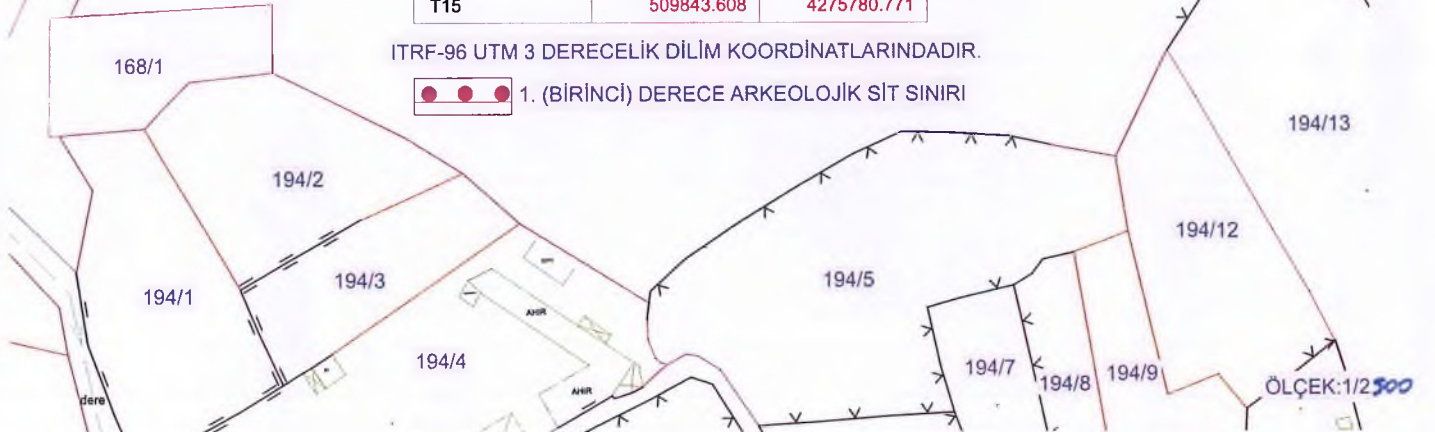 T15 509843.608 4275780.771
ITRF-96 UTM 3 DERECELİK DİLİM KOORDİNATLARINDADIR.
1. (BİRİNCİ) DERECE ARKEOLOJİK SİT SINIRI
168/1
194/13
194/2
194/12
194/3
194/5
194/1
AHIR
194/4
194/7
194/8
194/9
ÖLÇEK:1/2500
AHIR
dere